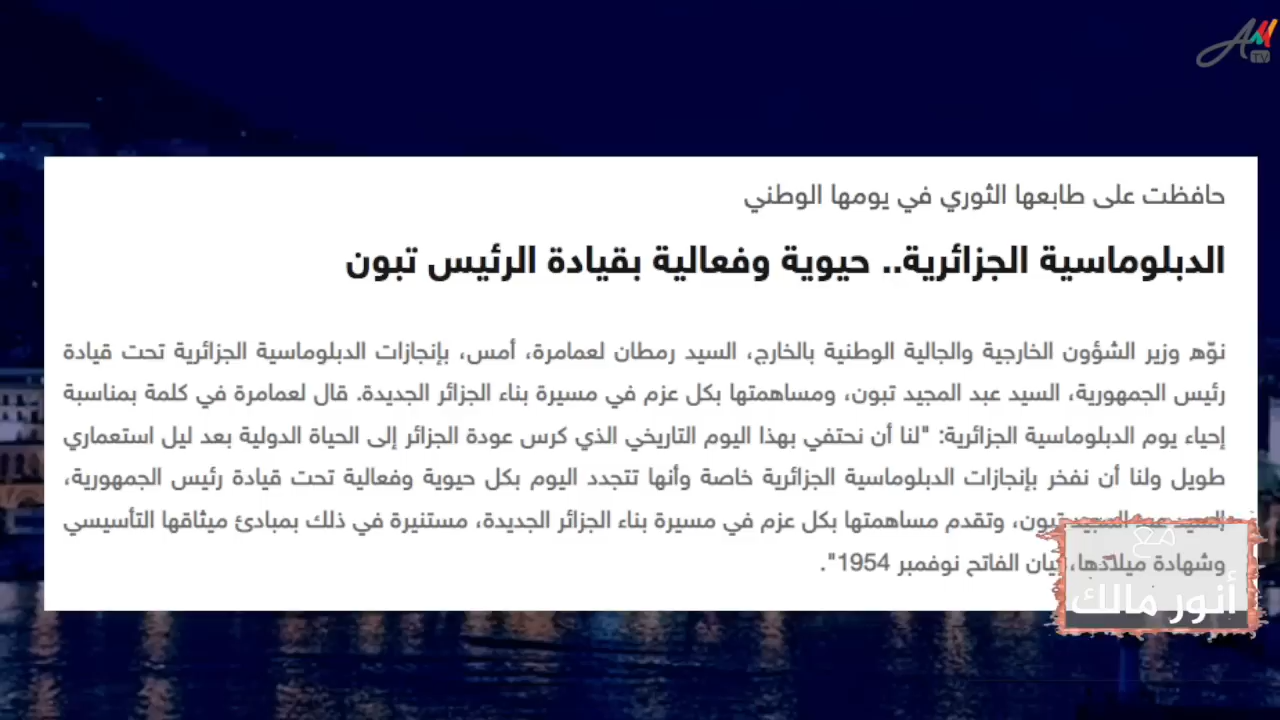 حافظت على طابعها الثوري في يومها الوطني
الدبلوماسية الجزائرية.. حيوية وفعالية بقيادة الرئيس تبون
نوّه وزير الشؤون الخارجية والجالية الوطنية بالخارج، السيد رمطان لعمامرة، أمس، بإنجازات الدبلوماسية الجزائرية تحت قيادة
رئيس الجمهورية، السيد عبد المجيد تبون، ومساهمتها بكل عزم في مسيرة بناء الجزائر الجديدة. قال لعمامرة في كلمة بمناسبة
إحياء يوم الدبلوماسية الجزائرية: "لنا أن نحتفي بهذا اليوم التاريخي الذي كرس عودة الجزائر إلى الحياة الدولية بعد ليل استعماري
طويل ولنا أن نفخر بإنجازات الدبلوماسية الجزائرية خاصة وأنها تتجدد اليوم بكل حيوية وفعالية تحت قيادة رئيس الجمهورية،
السيد عبد المجيد تبون، وتقدم مساهمتها بكل عزم في مسيرة بناء الجزائر الجديدة، مستنيرة في ذلك بمبادئ ميثاقها التأسيسي
وشهادة ميلادها، بيان الفاتح نوفمبر 1954".
مع
أنور مالك
TV